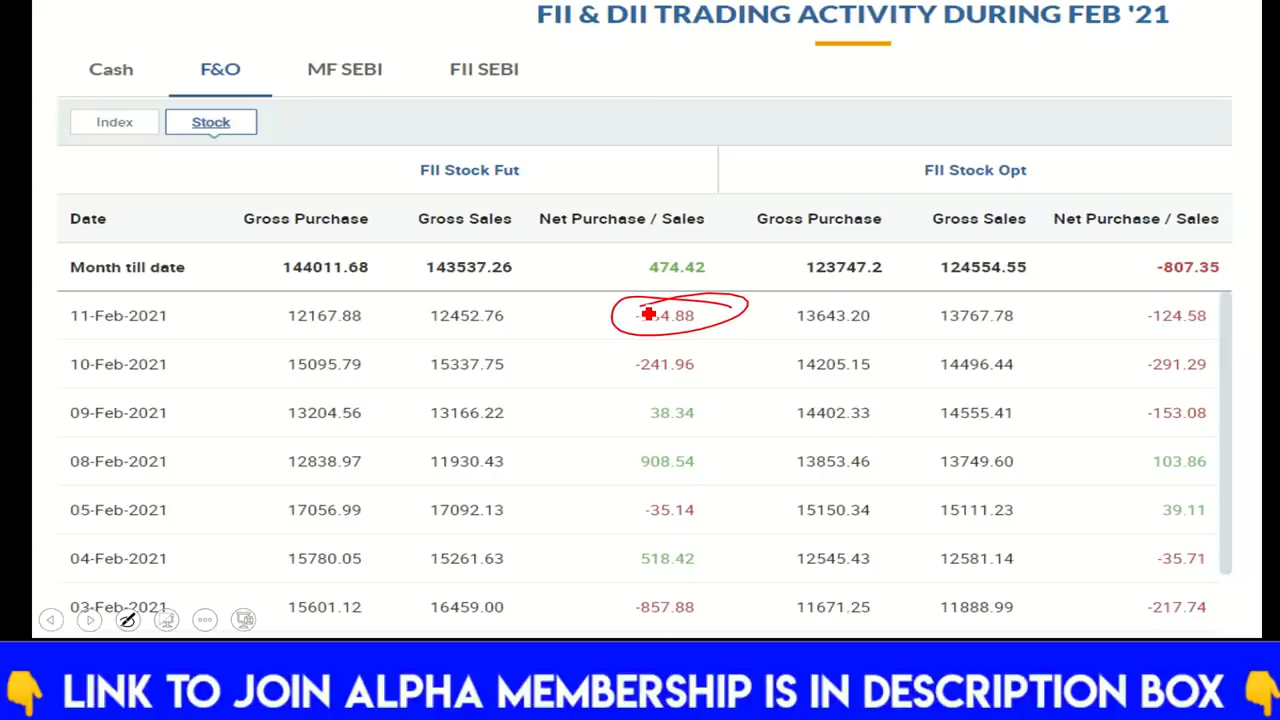 FII & DII TRADING ACTIVITY DURING FEB '21
Cash F&O MF SEBI FII SEBI
Index Stock
FII Stock Fut FII Stock Opt
Date Gross Purchase Gross Sales Net Purchase / Sales Gross Purchase Gross Sales Net Purchase / Sales
Month till date 144011.68 143537.26 474.42 123747.2 124554.55 -807.35
11-Feb-2021 12167.88 12452.76 13643.20 13767.78 -124.58
10-Feb-2021 15095.79 15337.75 -241.96 14205.15 14496.44 -291.29
09-Feb-2021 13204.56 13166.22 38.34 14402.33 14555.41 -153.08
08-Feb-2021 12838.97 11930.43 908.54 13853.46 13749.60 103.86
05-Feb-2021 17056.99 17092.13 -35.14 15150.34 15111.23 39.11
04-Feb-2021 15780.05 15261.63 518.42 12545.43 12581.14 -35.71
03-Feb-2021 15601.12 16459.00 -857.88 11671.25 11888.99 -217.74
👇 LINK TO JOIN ALPHA MEMBERSHIP IS IN DESCRIPTION BOX 👇